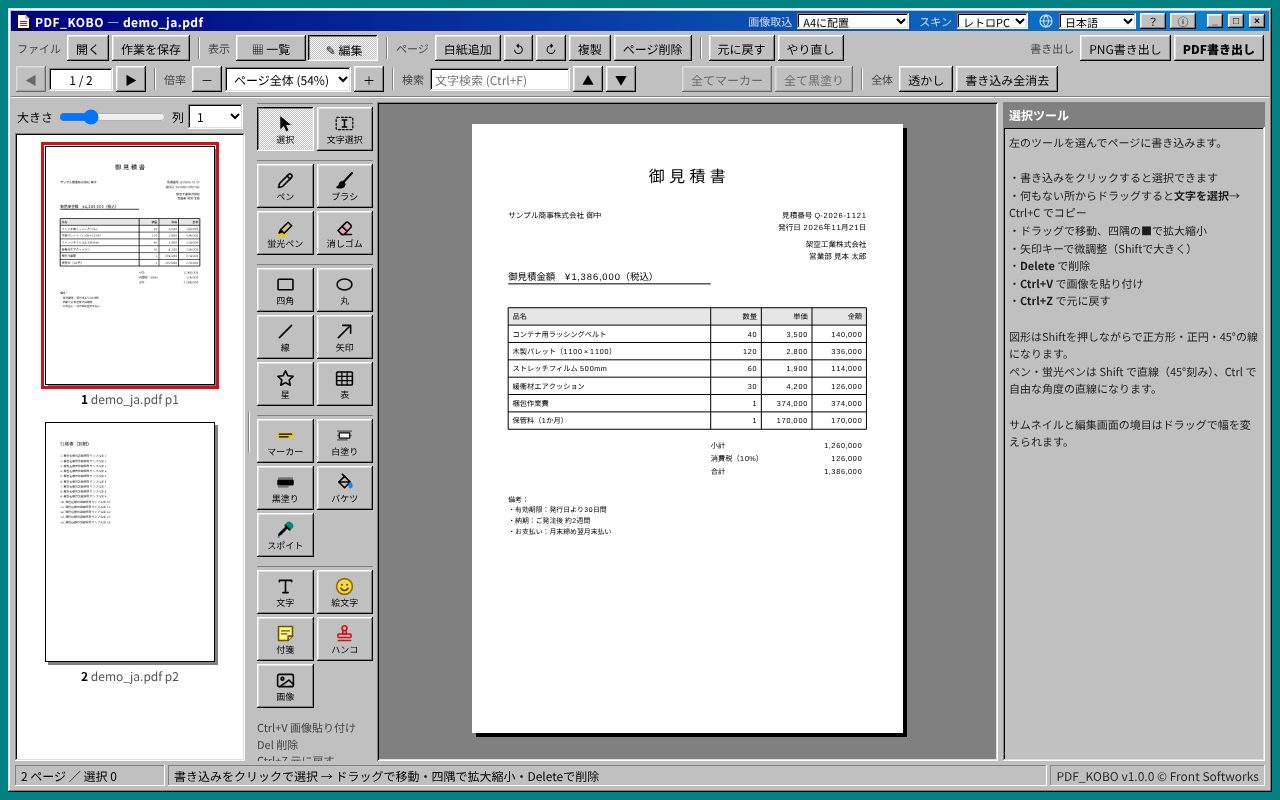 PDF_KOBO — demo_ja.pdf
画像取込 A4に配置 スキン レトロPC 日本語 ? ⓘ _ □ ×
ファイル 開く 作業を保存 表示 ▦ 一覧 ✎ 編集 ページ 白紙追加 ↺ ↻ 複製 ページ削除 元に戻す やり直し 書き出し PNG書き出し PDF書き出し
◀ 1 / 2 ▶ 倍率 − ページ全体 (54%) ＋ 検索 文字検索 (Ctrl+F) ▲ ▼ 全てマーカー 全て黒塗り 全体 透かし 書き込み全消去
大きさ 列 1
1 demo_ja.pdf p1
2 demo_ja.pdf p2
選択 文字選択
ペン ブラシ
蛍光ペン 消しゴム
四角 丸
線 矢印
星 表
マーカー 白塗り
黒塗り バケツ
スポイト
文字 絵文字
付箋 ハンコ
画像
Ctrl+V 画像貼り付け
Del 削除
Ctrl+Z 元に戻す
御見積書
サンプル商事株式会社 御中
見積番号 Q-2026-1121
発行日 2026年11月21日
架空工業株式会社
営業部 見本 太郎
御見積金額 ¥1,386,000（税込）
品名 数量 単価 金額
コンテナ用ラッシングベルト 40 3,500 140,000
木製パレット（1100×1100） 120 2,800 336,000
ストレッチフィルム 500mm 60 1,900 114,000
緩衝材エアクッション 30 4,200 126,000
梱包作業費 1 374,000 374,000
保管料（1か月） 1 170,000 170,000
小計 1,260,000
消費税（10%） 126,000
合計 1,386,000
備考：
・有効期限：発行日より30日間
・納期：ご発注後 約2週間
・お支払い：月末締め翌月末払い
選択ツール
左のツールを選んでページに書き込みます。
・書き込みをクリックすると選択できます
・何もない所からドラッグすると文字を選択→
Ctrl+C でコピー
・ドラッグで移動、四隅の■で拡大縮小
・矢印キーで微調整（Shiftで大きく）
・Delete で削除
・Ctrl+V で画像を貼り付け
・Ctrl+Z で元に戻す
図形はShiftを押しながらで正方形・正円・45°の線
になります。
ペン・蛍光ペンは Shift で直線（45°刻み）、Ctrl で
自由な角度の直線になります。
サムネイルと編集画面の境目はドラッグで幅を変
えられます。
2 ページ ／ 選択 0
書き込みをクリックで選択 → ドラッグで移動・四隅で拡大縮小・Deleteで削除
PDF_KOBO v1.0.0 © Front Softworks